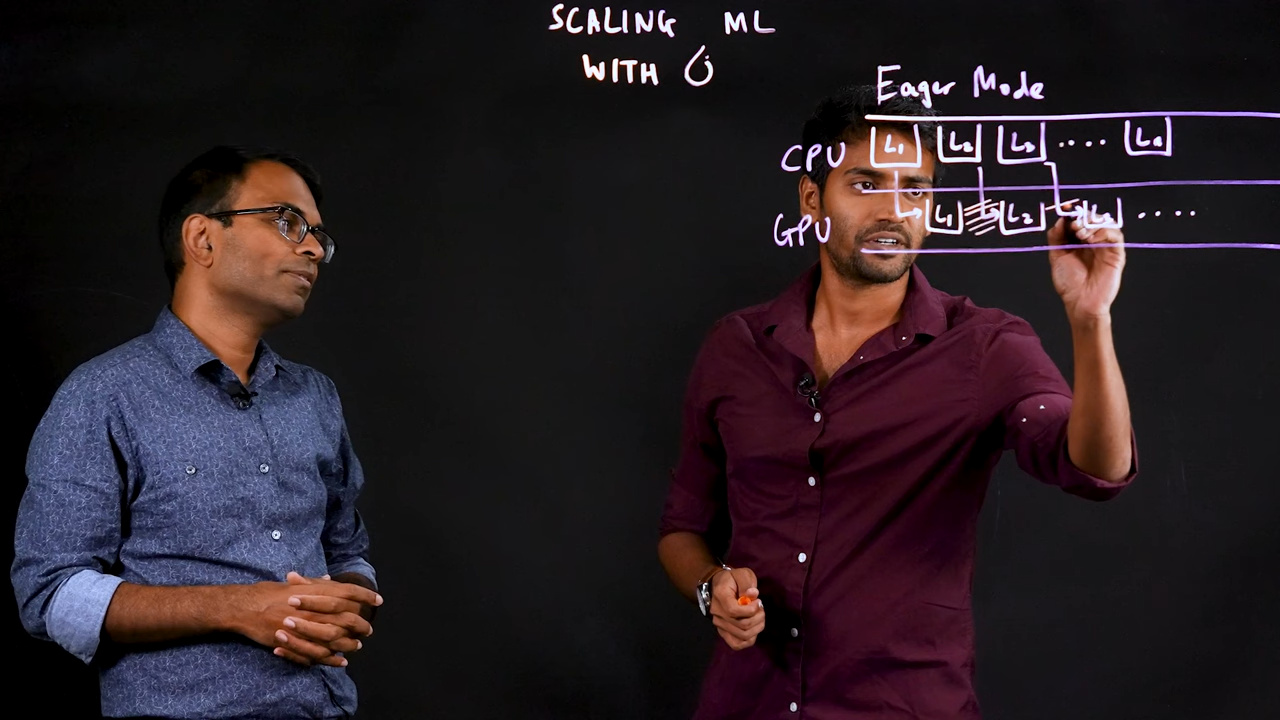 SCALING ML
WITH
Eager Mode
CPU L1 L2 L3 .... Ln
GPU L1 L2 L3 ....